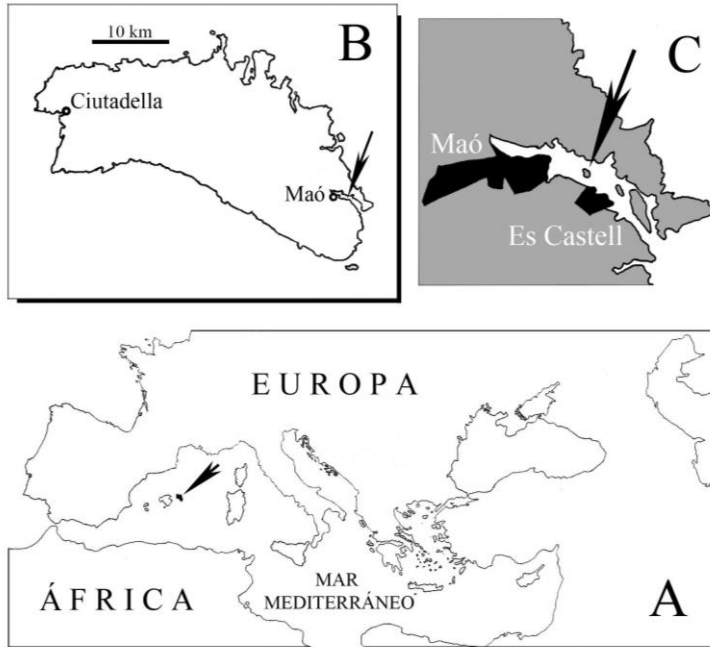 10 km
B
Ciutadella
Maó
C
Maó
Es Castell
EUROPA
ÁFRICA
MAR
MEDITERRÁNEO
A